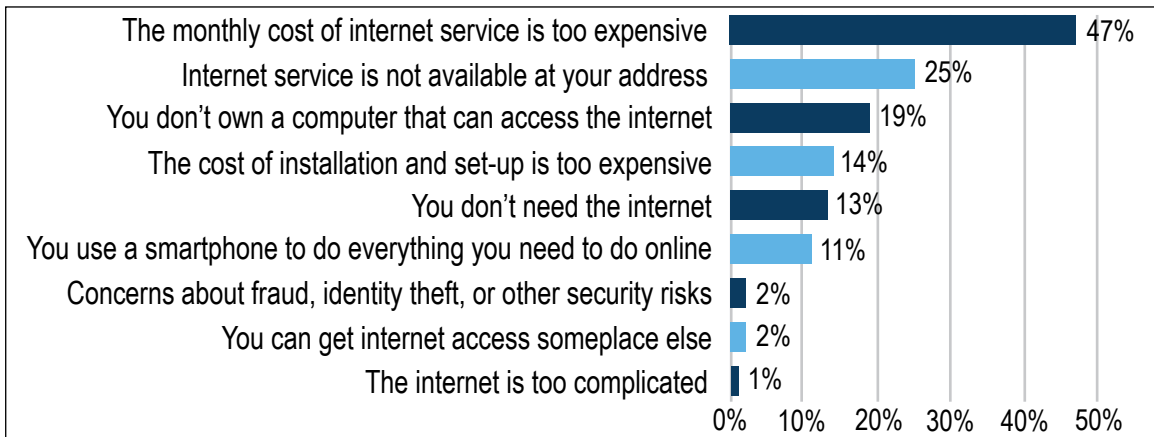 The monthly cost of internet service is too expensive 47%
Internet service is not available at your address 25%
You don’t own a computer that can access the internet 19%
The cost of installation and set-up is too expensive 14%
You don’t need the internet 13%
You use a smartphone to do everything you need to do online 11%
Concerns about fraud, identity theft, or other security risks 2%
You can get internet access someplace else 2%
The internet is too complicated 1%
0% 10% 20% 30% 40% 50%